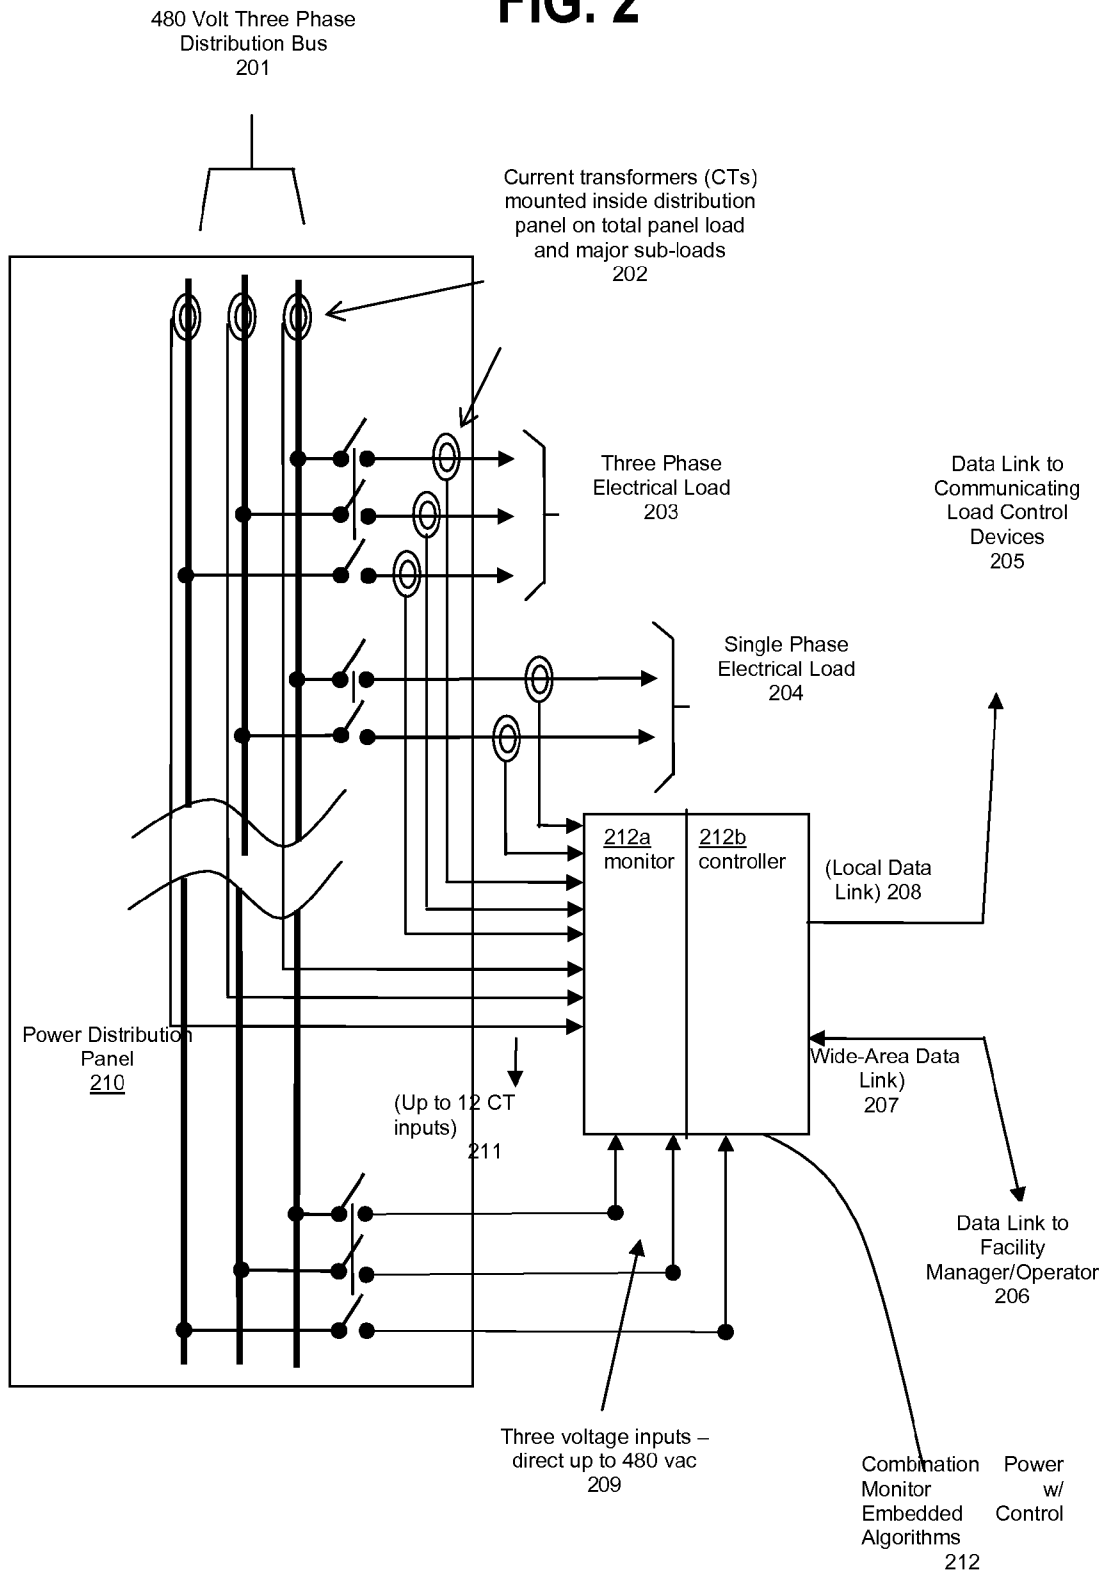 FIG. 2
480 Volt Three Phase
Distribution Bus
201
Current transformers (CTs)
mounted inside distribution
panel on total panel load
and major sub-loads
202
Three Phase
Electrical Load
203
Data Link to
Communicating
Load Control
Devices
205
Single Phase
Electrical Load
204
212a
monitor
212b
controller
(Local Data
Link) 208
Power Distribution
Panel
210
(Up to 12 CT
inputs)
211
Wide-Area Data
Link)
207
Data Link to
Facility
Manager/Operator
206
Three voltage inputs –
direct up to 480 vac
209
Combination Power
Monitor w/
Embedded Control
Algorithms
212